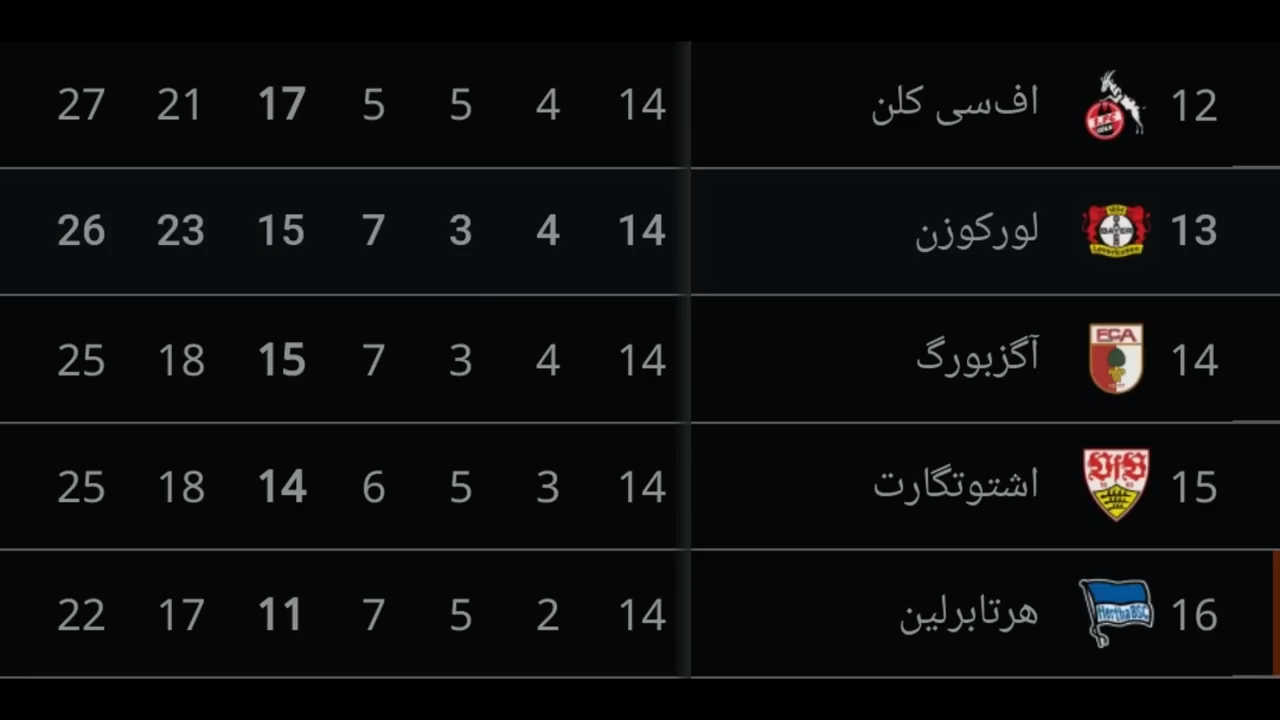 12 اف‌سی کلن 14 4 5 5 17 21 27
13 لورکوزن 14 4 3 7 15 23 26
14 آگزبورگ 14 4 3 7 15 18 25
15 اشتوتگارت 14 3 5 6 14 18 25
16 هرتابرلین 14 2 5 7 11 17 22